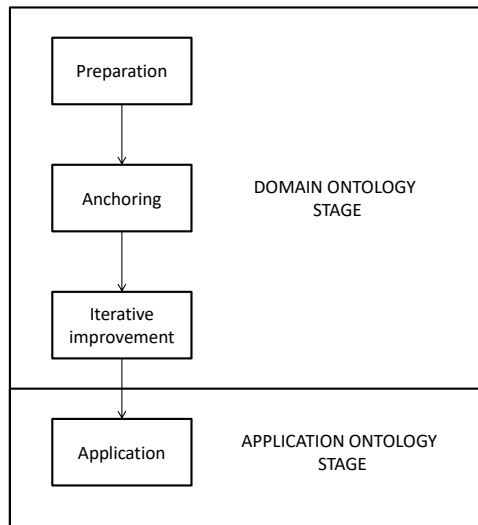 Preparation
Anchoring
DOMAIN ONTOLOGY
STAGE
Iterative
improvement
Application
APPLICATION ONTOLOGY
STAGE